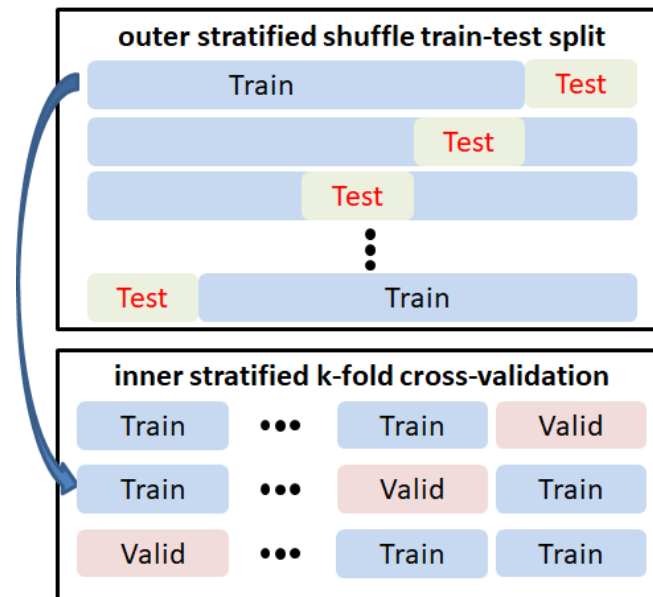 outer stratified shuffle train-test split
Train Test
Test
Test
Test Train
inner stratified k-fold cross-validation
Train ••• Train Valid
Train ••• Valid Train
Valid ••• Train Train